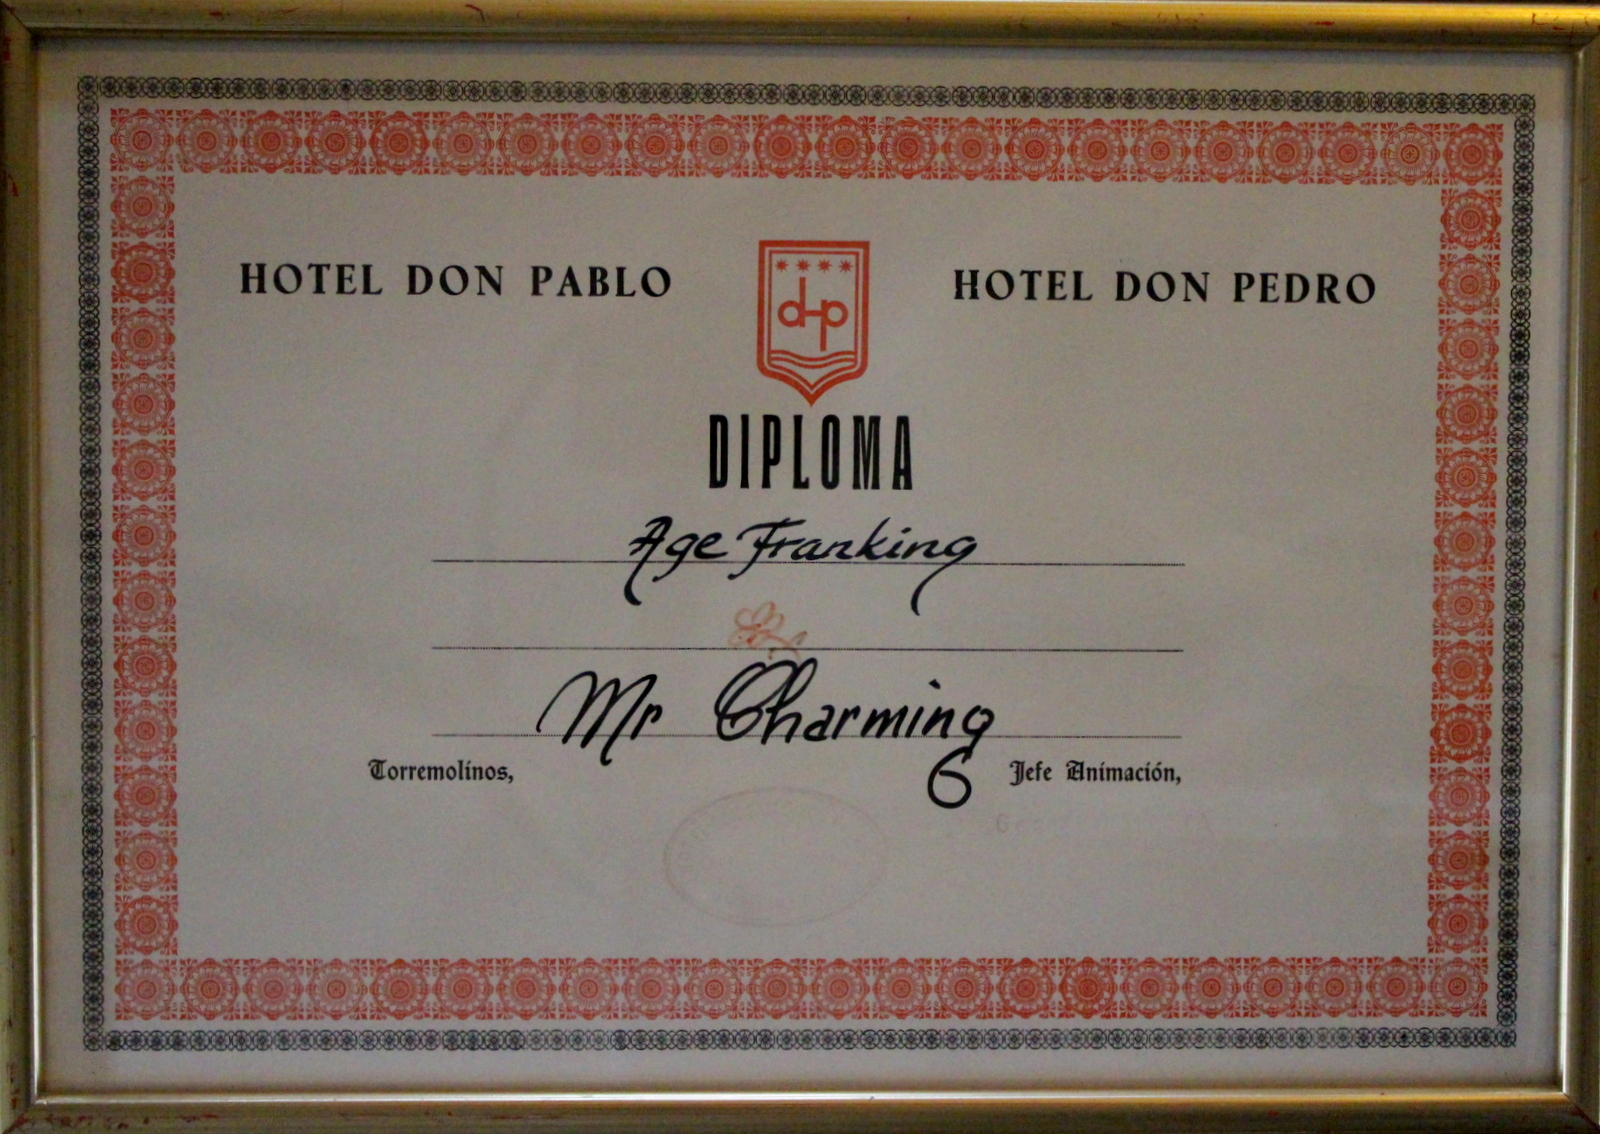 HOTEL DON PABLO
dp
HOTEL DON PEDRO
DIPLOMA
Age Franking
Mr Charming
Torremolinos,
Jefe Animación,